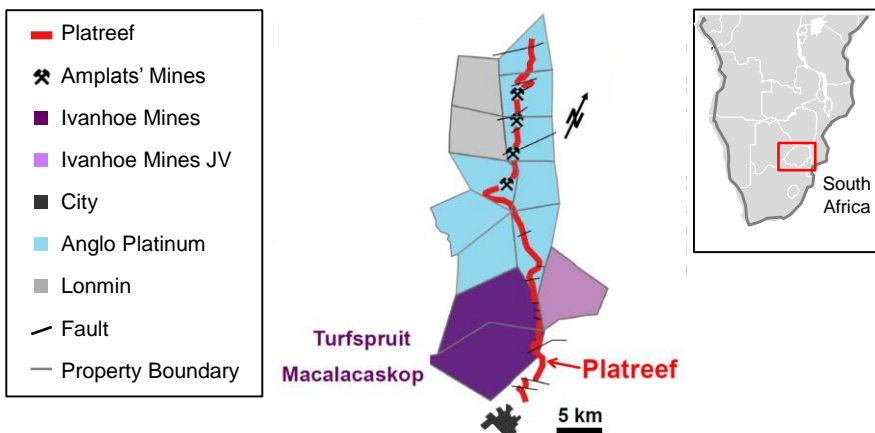 Platreef
Amplats' Mines
Ivanhoe Mines
Ivanhoe Mines JV
City
Anglo Platinum
Lonmin
Fault
Property Boundary
N
Turfspruit
Macalacaskop
Platreef
5 km
South
Africa